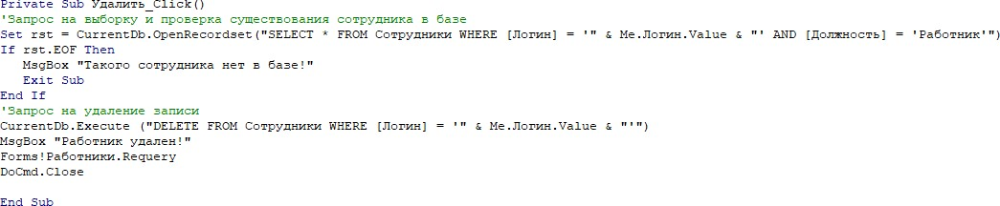 Private Sub Удалить_Click()
'Запрос на выборку и проверка существования сотрудника в базе
Set rst = CurrentDb.OpenRecordset("SELECT * FROM Сотрудники WHERE [Логин] = '" & Me.Логин.Value & "' AND [Должность] = 'Работник'")
If rst.EOF Then
   MsgBox "Такого сотрудника нет в базе!"
   Exit Sub
End If
'Запрос на удаление записи
CurrentDb.Execute ("DELETE FROM Сотрудники WHERE [Логин] = '" & Me.Логин.Value & "'")
MsgBox "Работник удален!"
Forms!Работники.Requery
DoCmd.Close
End Sub